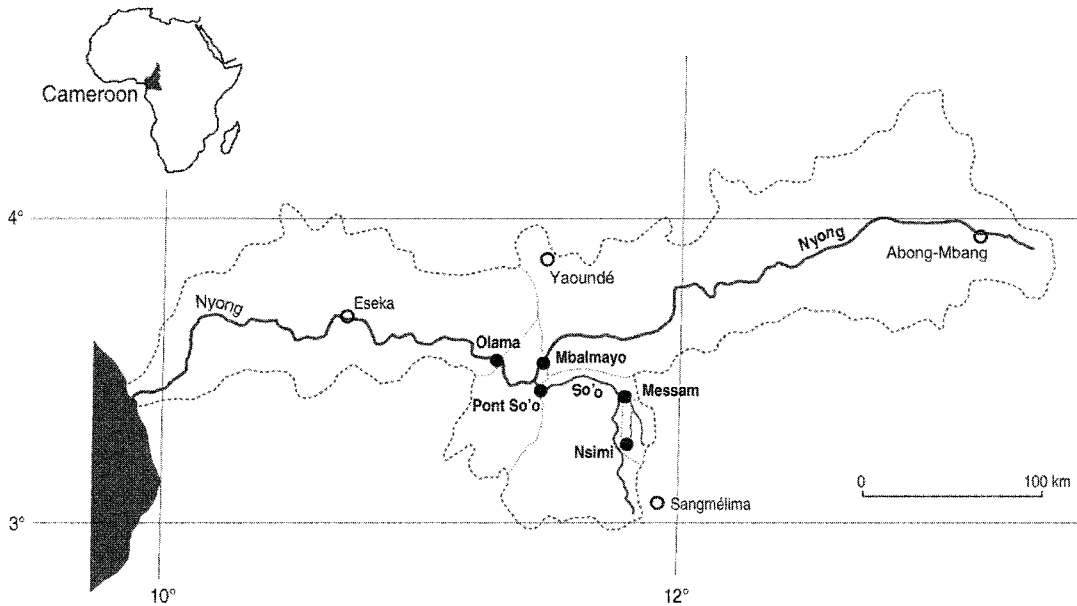 Cameroon
4°
Nyong
Abong-Mbang
Yaoundé
Nyong
Eseka
Olama
Mbalmayo
So'o
Messam
Pont So'o
Nsimi
0 100 km
Sangmélima
3°
10° 12°